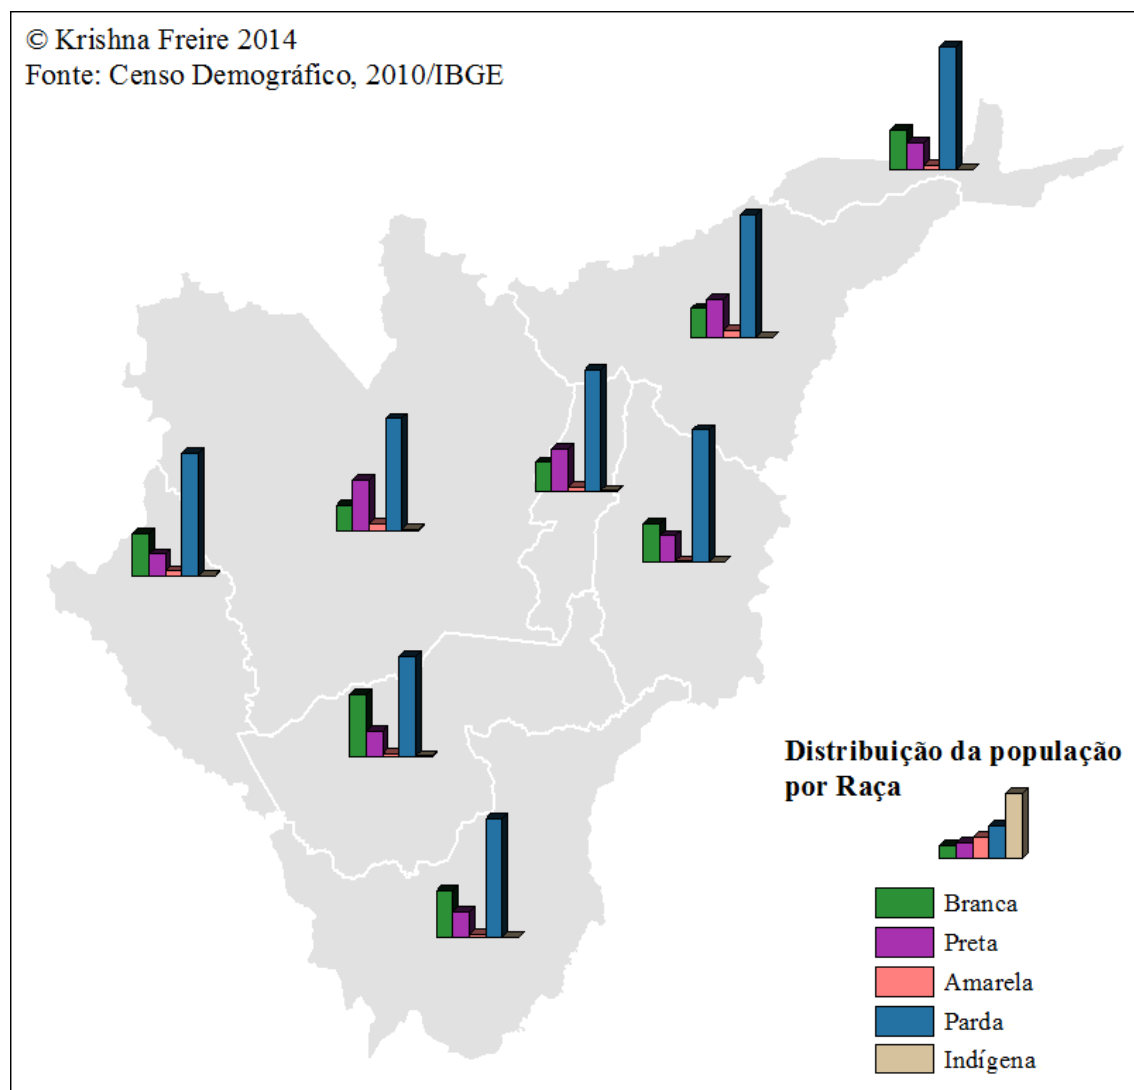 © Krishna Freire 2014
Fonte: Censo Demográfico, 2010/IBGE
Distribuição da população
por Raça
Branca
Preta
Amarela
Parda
Indígena